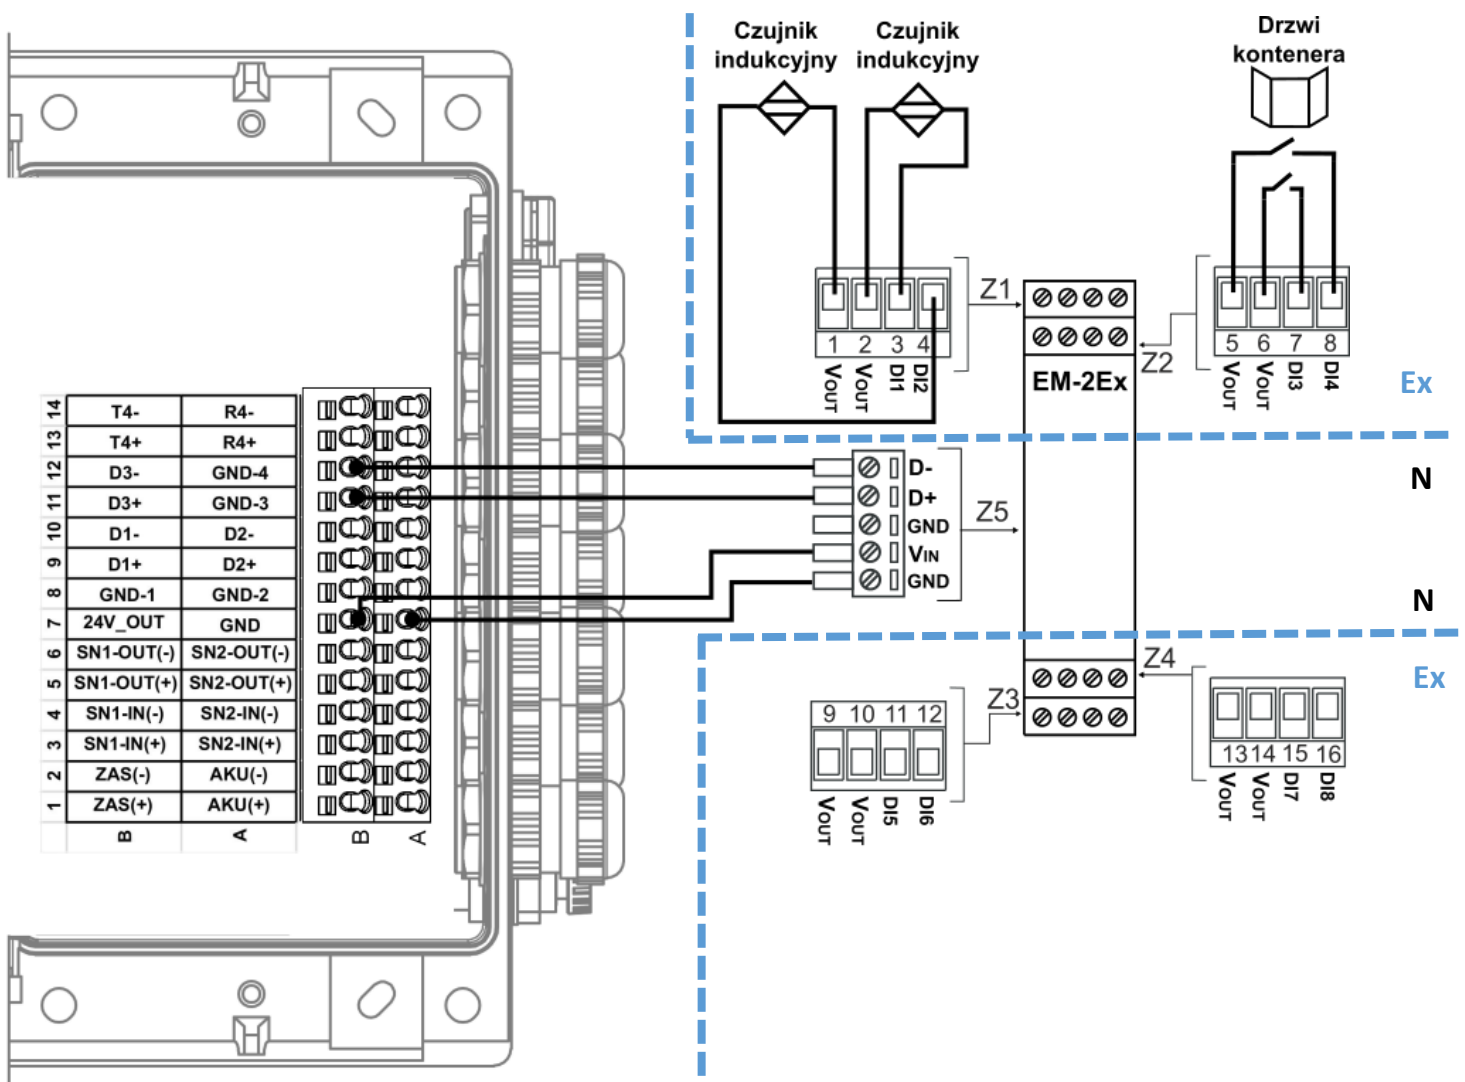 Czujnik
indukcyjny
Czujnik
indukcyjny
Drzwi
kontenera
Z1
1 2 3 4
VOUT VOUT DI1 DI2
EM-2Ex
Z2
5 6 7 8
VOUT VOUT DI3 DI4
Ex
14 T4- R4-
13 T4+ R4+
12 D3- GND-4
11 D3+ GND-3
10 D1- D2-
9 D1+ D2+
8 GND-1 GND-2
7 24V_OUT GND
6 SN1-OUT(-) SN2-OUT(-)
5 SN1-OUT(+) SN2-OUT(+)
4 SN1-IN(-) SN2-IN(-)
3 SN1-IN(+) SN2-IN(+)
2 ZAS(-) AKU(-)
1 ZAS(+) AKU(+)
B A
B A
D-
D+
GND
VIN
GND
Z5
N
N
Z3
9 10 11 12
VOUT VOUT DI5 DI6
Z4
13 14 15 16
VOUT VOUT DI7 DI8
Ex